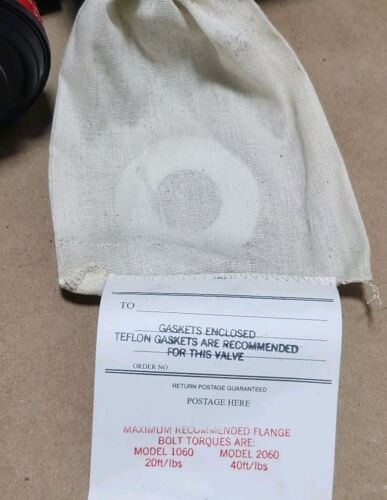 TO
GASKETS ENCLOSED
TEFLON GASKETS ARE RECOMMENDED
FOR THIS VALVE
ORDER NO.
RETURN POSTAGE GUARANTEED
POSTAGE HERE
MAXIMUM RECOMMENDED FLANGE
BOLT TORQUES ARE:
MODEL 1060 MODEL 2060
20ft/lbs 40ft/lbs